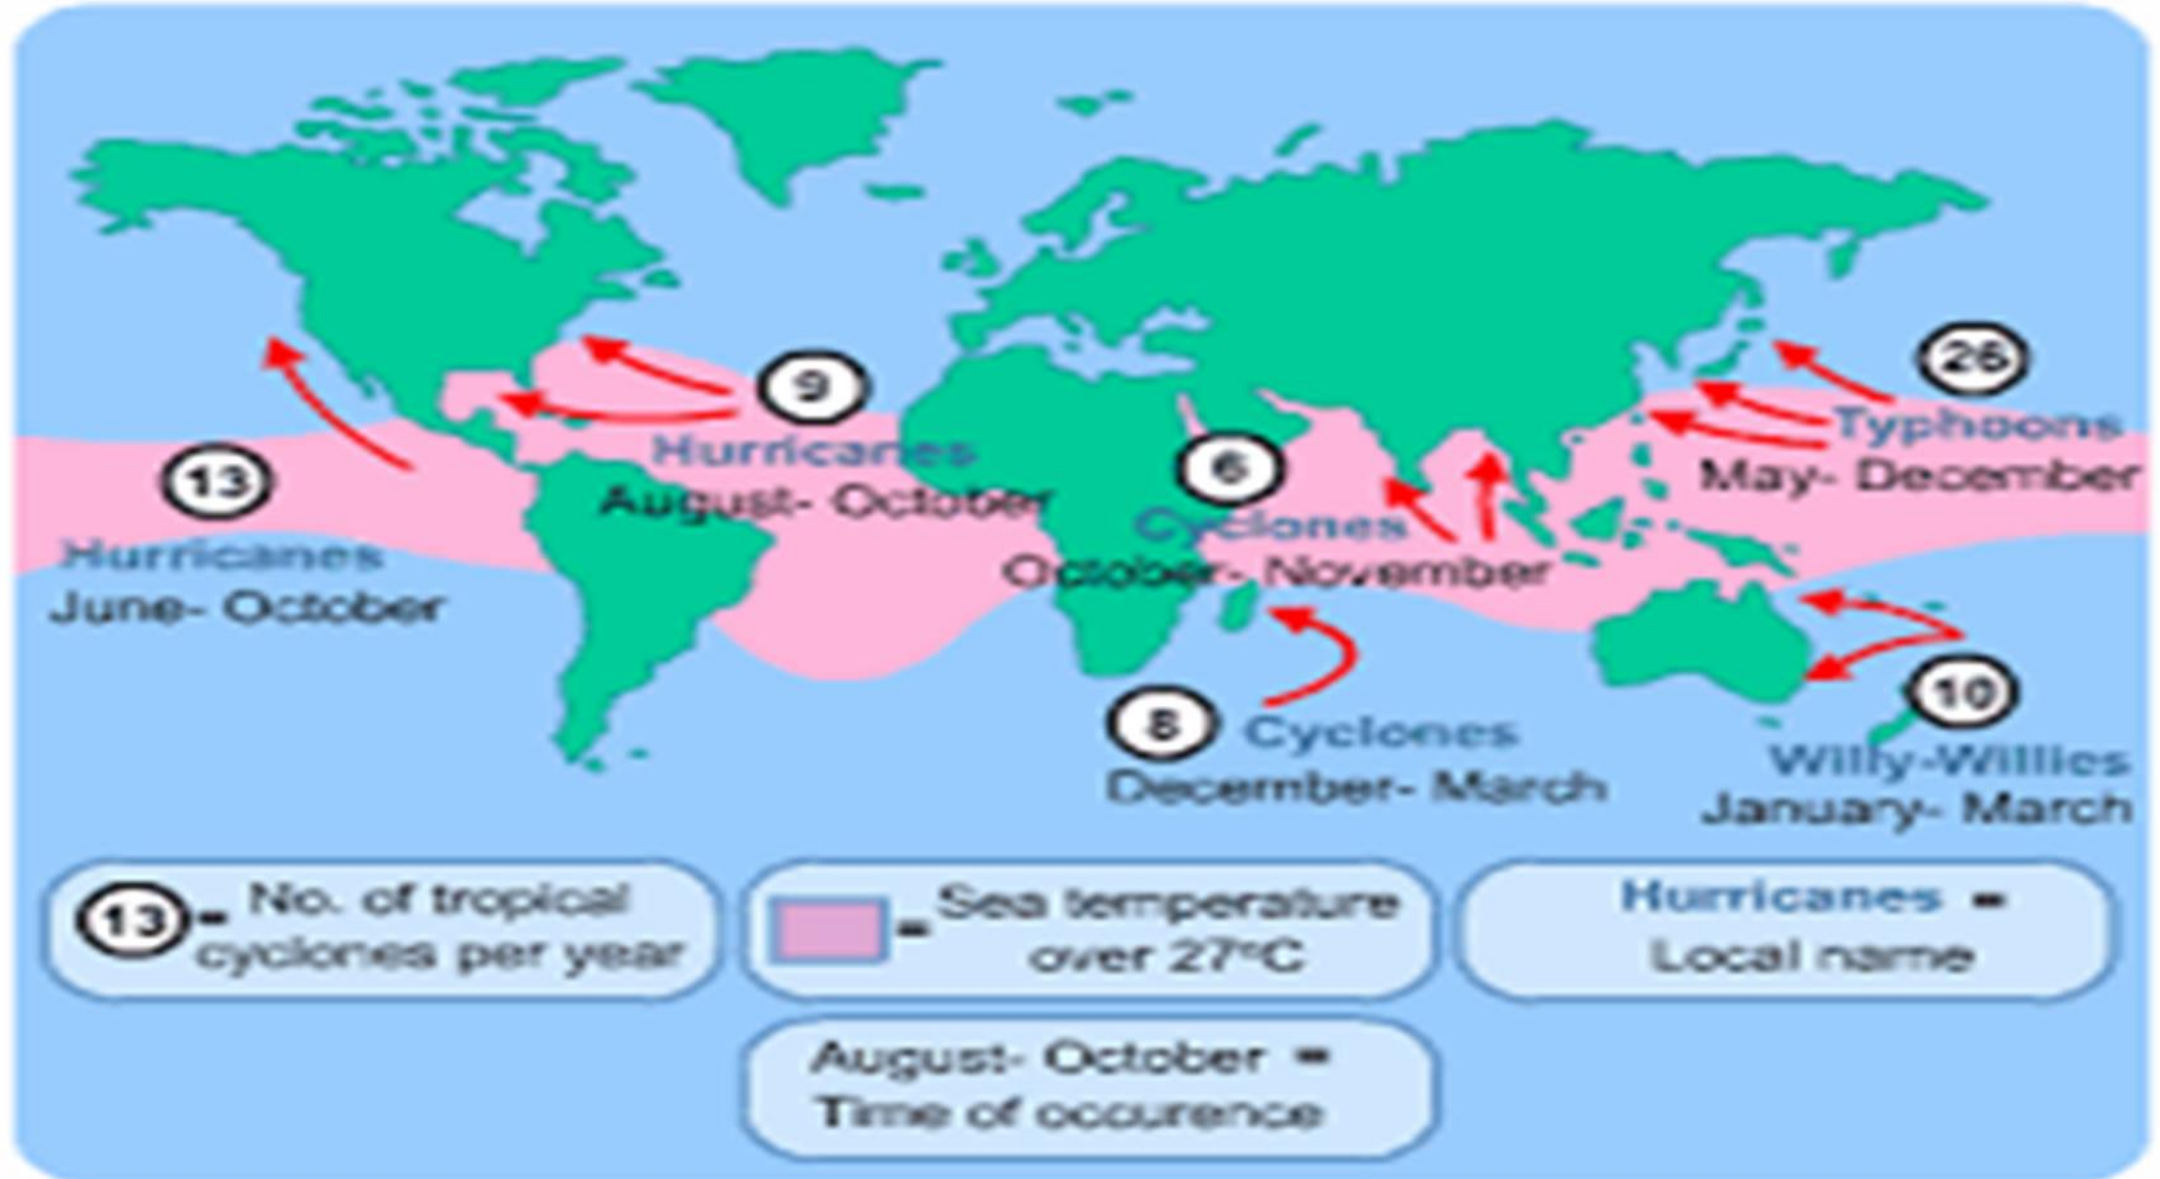 9
26
Typhoons
May- December
Hurricanes
August- October
13
Hurricanes
June- October
6
Cyclones
October- November
8
Cyclones
December- March
10
Willy-Willies
January- March
13 = No. of tropical
cyclones per year
= Sea temperature
over 27°C
Hurricanes =
Local name
August- October =
Time of occurence